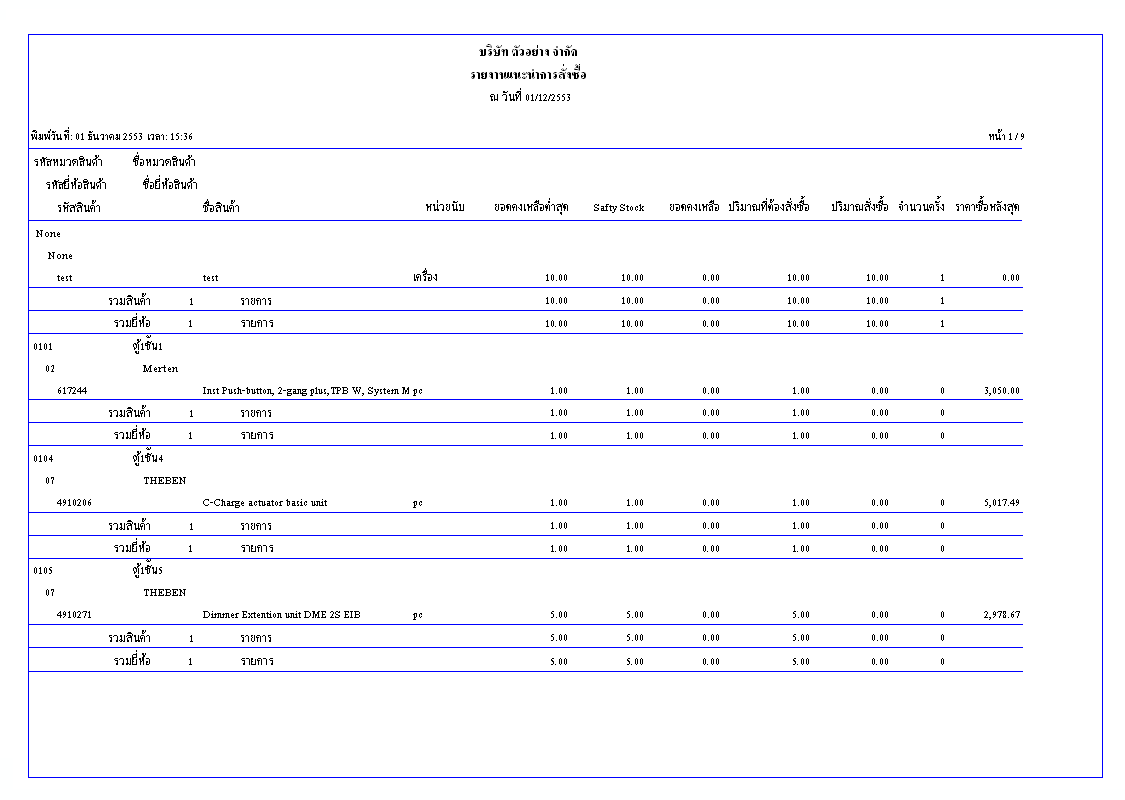 บริษัท ตัวอย่าง จำกัด
รายงานแนะนำการสั่งซื้อ
ณ วันที่ 01/12/2553
พิมพ์วันที่: 01 ธันวาคม 2553 เวลา: 15:36 หน้า 1 / 9
รหัสหมวดสินค้า ชื่อหมวดสินค้า
รหัสยี่ห้อสินค้า ชื่อยี่ห้อสินค้า
รหัสสินค้า ชื่อสินค้า หน่วยนับ ยอดคงเหลือต่ำสุด Safty Stock ยอดคงเหลือ ปริมาณที่ต้องสั่งซื้อ ปริมาณสั่งซื้อ จำนวนครั้ง ราคาซื้อหลังสุด
None
None
test test เครื่อง 10.00 10.00 0.00 10.00 10.00 1 0.00
รวมสินค้า 1 รายการ 10.00 10.00 0.00 10.00 10.00 1
รวมยี่ห้อ 1 รายการ 10.00 10.00 0.00 10.00 10.00 1
0101 ตู้1ชั้น1
02 Merten
617244 Inst Push-button, 2-gang plus,TPB W, System M pc 1.00 1.00 0.00 1.00 0.00 0 3,050.00
รวมสินค้า 1 รายการ 1.00 1.00 0.00 1.00 0.00 0
รวมยี่ห้อ 1 รายการ 1.00 1.00 0.00 1.00 0.00 0
0104 ตู้1ชั้น4
07 THEBEN
4910206 C-Charge actuator basic unit pc 1.00 1.00 0.00 1.00 0.00 0 5,017.49
รวมสินค้า 1 รายการ 1.00 1.00 0.00 1.00 0.00 0
รวมยี่ห้อ 1 รายการ 1.00 1.00 0.00 1.00 0.00 0
0105 ตู้1ชั้น5
07 THEBEN
4910271 Dimmer Extention unit DME 2S EIB pc 5.00 5.00 0.00 5.00 0.00 0 2,978.67
รวมสินค้า 1 รายการ 5.00 5.00 0.00 5.00 0.00 0
รวมยี่ห้อ 1 รายการ 5.00 5.00 0.00 5.00 0.00 0